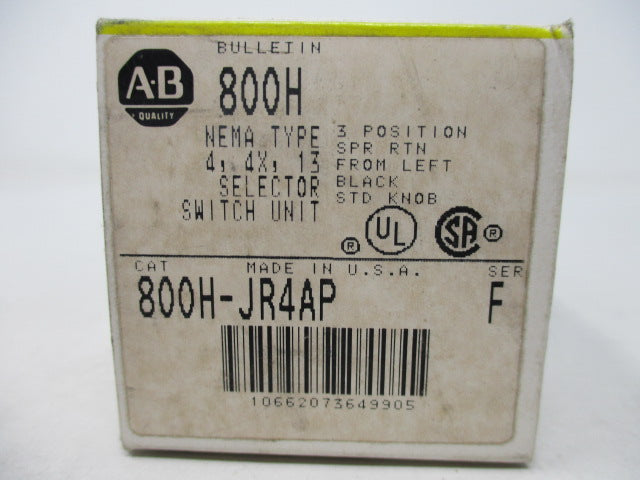 BULLETIN
A-B
QUALITY
800H
NEMA TYPE
4, 4X, 13
SELECTOR
SWITCH UNIT
3 POSITION
SPR RTN
FROM LEFT
BLACK
STD KNOB
® UL SA ®
CAT MADE IN U.S.A. SER
800H-JR4AP F
10662073649905